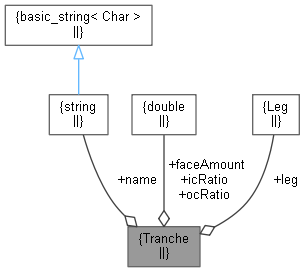 {basic_string< Char >
||}
{string
||}
{double
||}
{Leg
||}
+name
+faceAmount
+icRatio
+ocRatio
+leg
{Tranche
||}